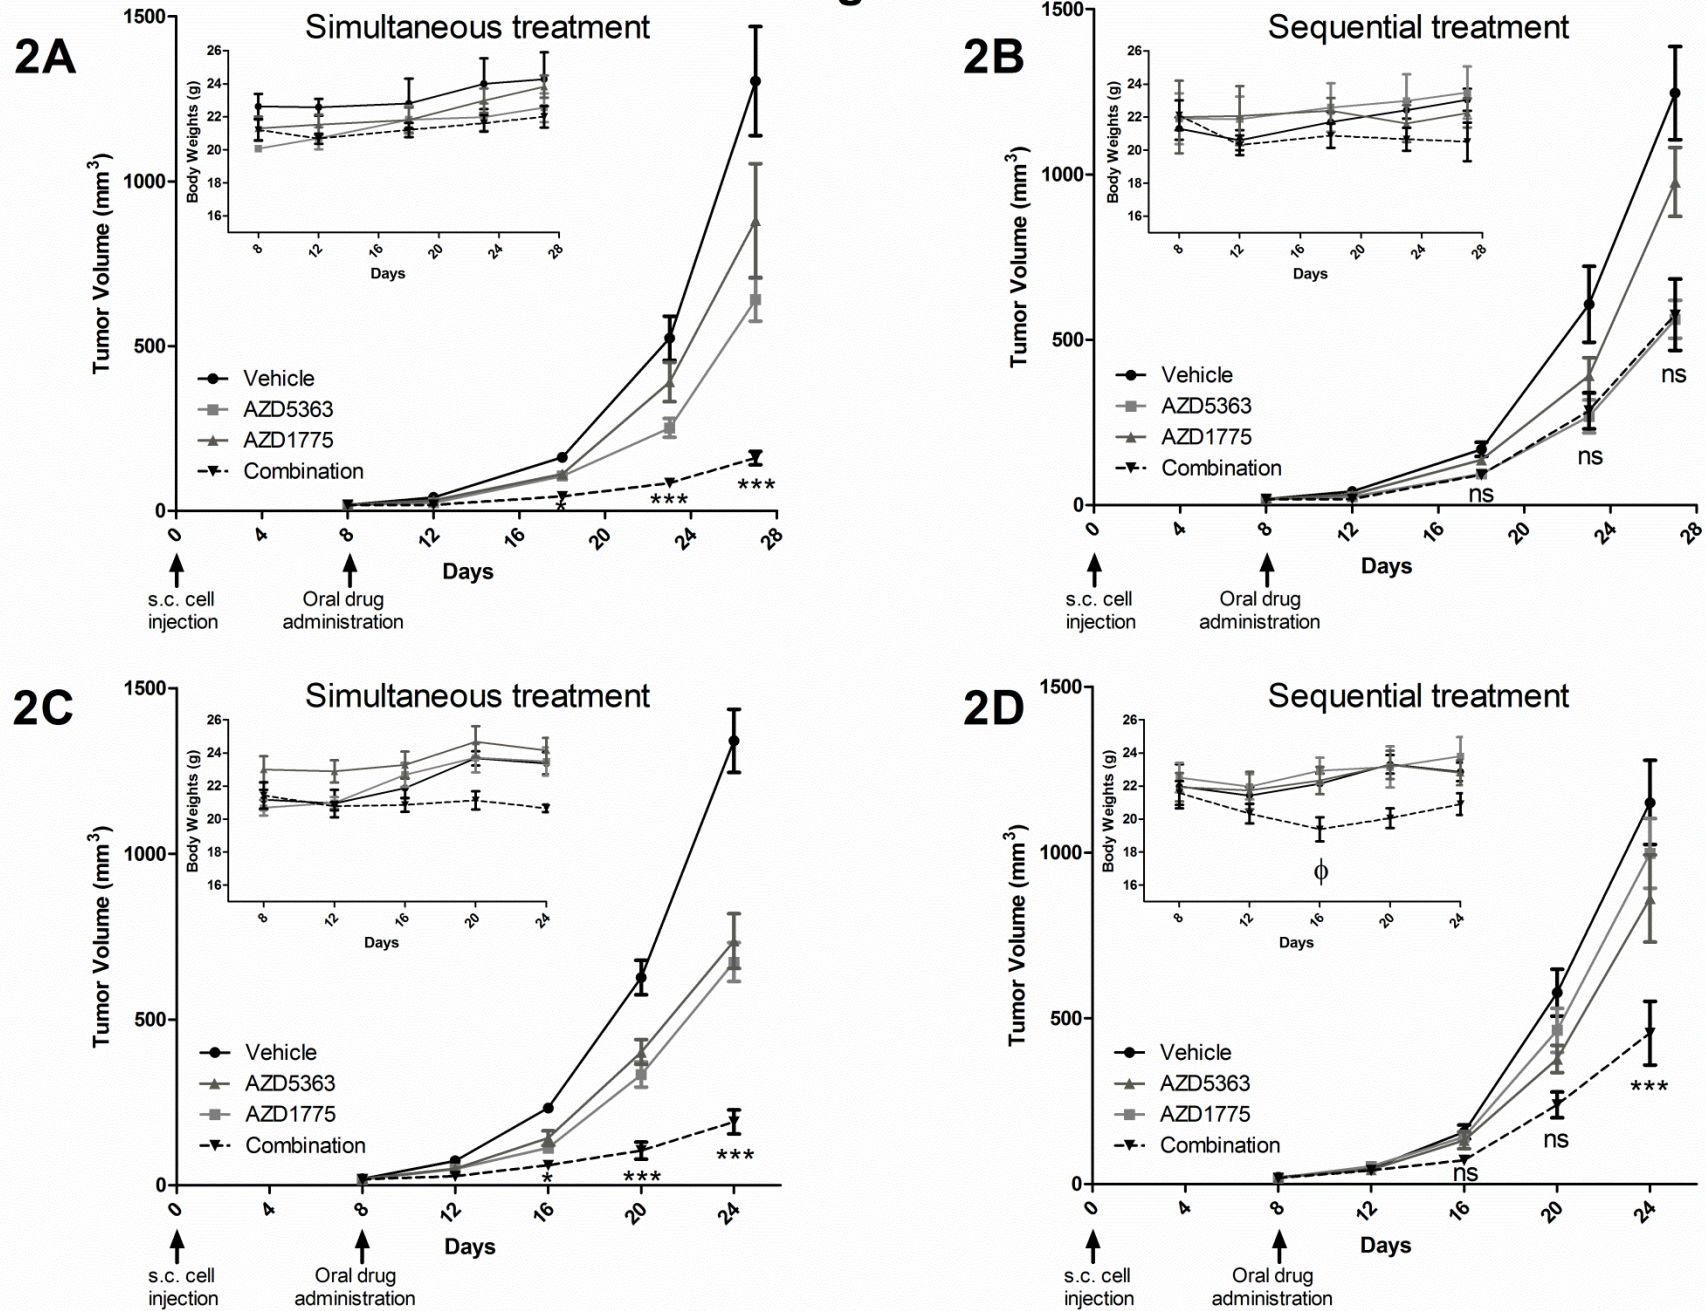 g
2A
Simultaneous treatment
1500
1000
500
0
Tumor Volume (mm3)
26
24
22
20
18
16
Body Weights (g)
8
12
16
20
24
28
Days
Vehicle
AZD5363
AZD1775
Combination
*
***
***
0
4
8
12
16
20
24
28
Days
s.c. cell
injection
Oral drug
administration
2B
Sequential treatment
1500
1000
500
0
Tumor Volume (mm3)
26
24
22
20
18
16
Body Weights (g)
8
12
16
20
24
28
Days
Vehicle
AZD5363
AZD1775
Combination
ns
ns
ns
0
4
8
12
16
20
24
28
Days
s.c. cell
injection
Oral drug
administration
2C
Simultaneous treatment
1500
1000
500
0
Tumor Volume (mm3)
26
24
22
20
18
16
Body Weights (g)
8
12
16
20
24
Days
Vehicle
AZD5363
AZD1775
Combination
*
***
***
0
4
8
12
16
20
24
Days
s.c. cell
injection
Oral drug
administration
2D
Sequential treatment
1500
1000
500
0
Tumor Volume (mm3)
26
24
22
20
18
16
Body Weights (g)
ϕ
8
12
16
20
24
Days
Vehicle
AZD5363
AZD1775
Combination
ns
ns
***
0
4
8
12
16
20
24
Days
s.c. cell
injection
Oral drug
administration